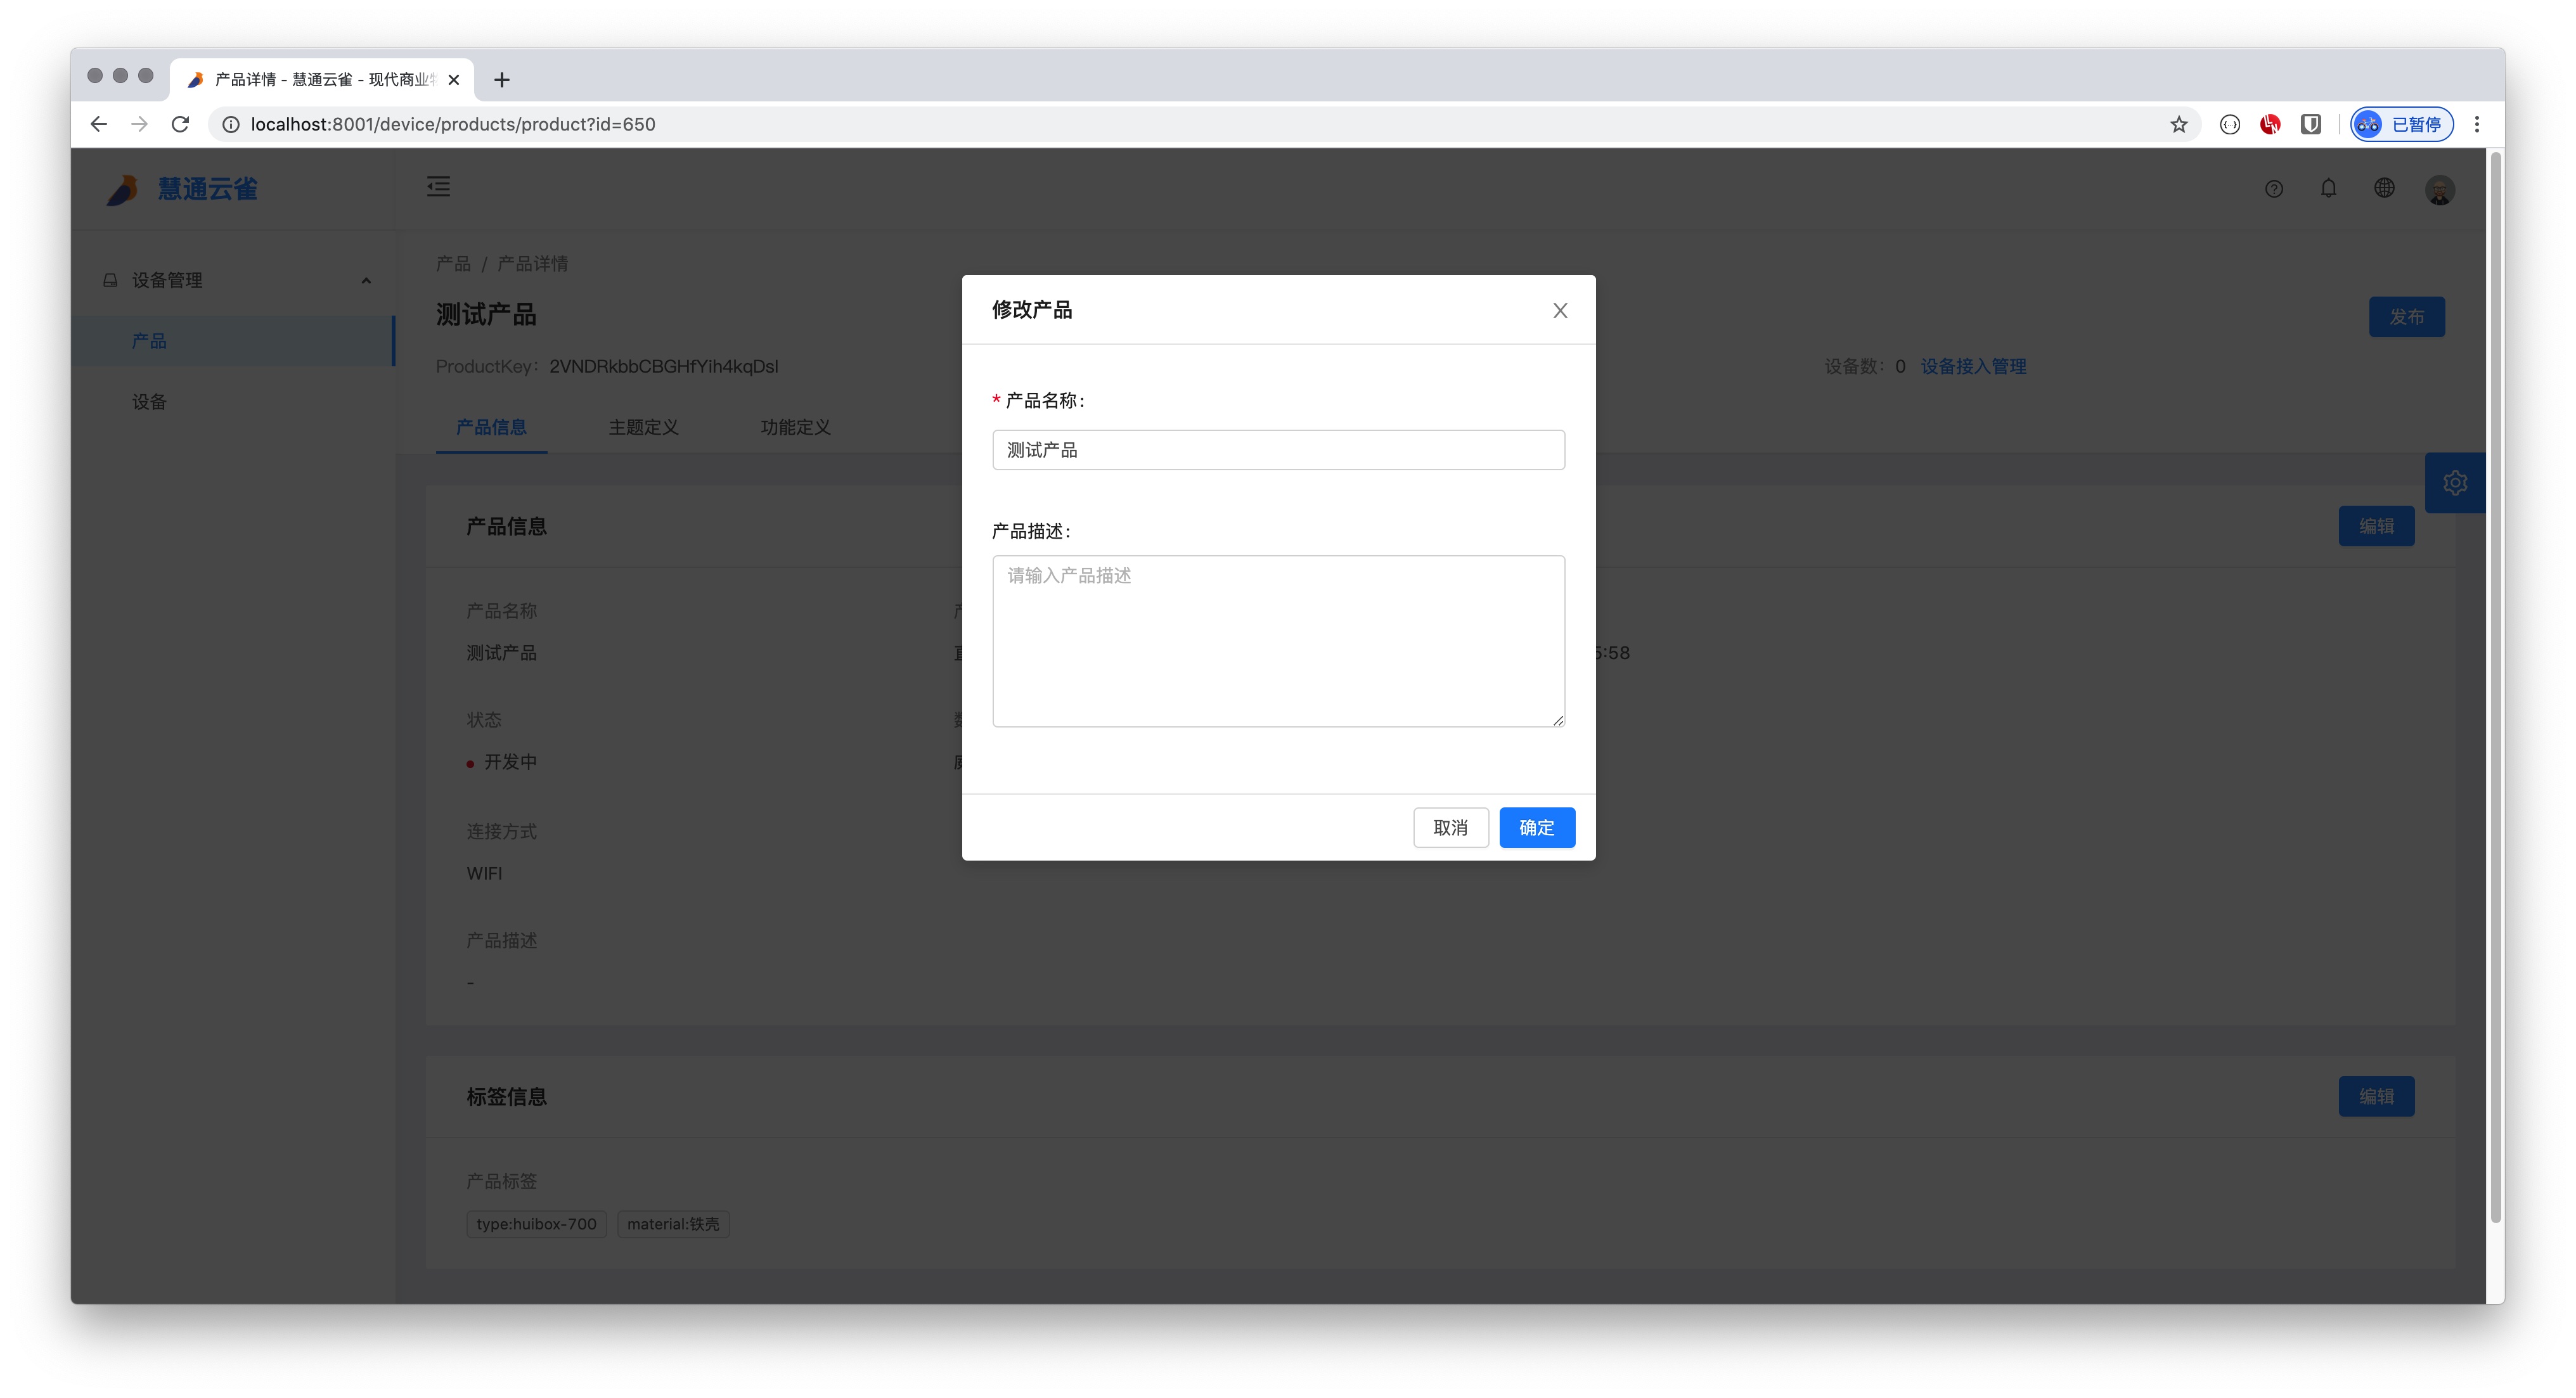 产品详情 - 慧通云雀 - 现代商业
localhost:8001/device/products/product?id=650
已暂停
慧通云雀
设备管理
产品
设备
产品 / 产品详情
测试产品
发布
ProductKey: 2VNDRkbbCBGHfYih4kqDsl
设备数: 0 设备接入管理
产品信息 主题定义 功能定义
产品信息
编辑
产品名称
测试产品
5:58
状态
开发中
连接方式
WIFI
产品描述
-
标签信息
编辑
产品标签
type:huibox-700 material:铁壳
修改产品
* 产品名称:
测试产品
产品描述:
请输入产品描述
取消 确定